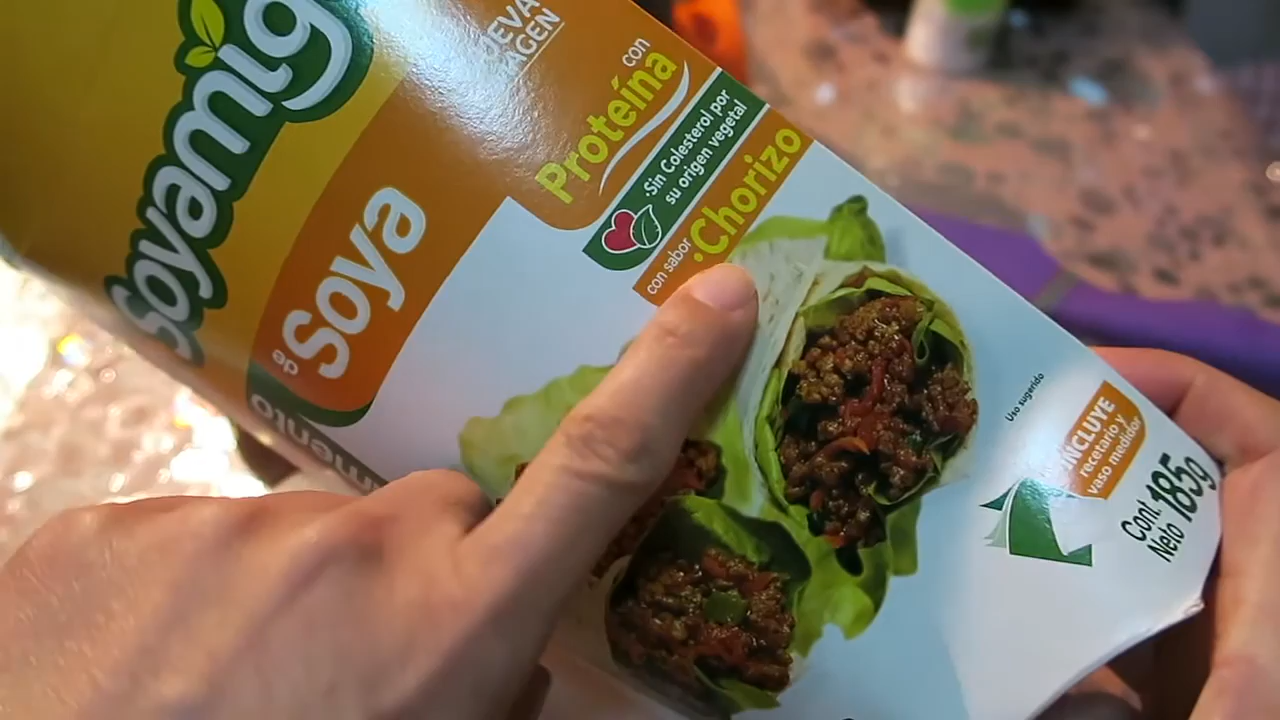 Soyamig
de
Soya
con
Proteína
Sin Colesterol por
su origen vegetal
con sabor
Chorizo
Uso sugerido
INCLUYE
recetario y
vaso medidor
Cont.
Neto 185g